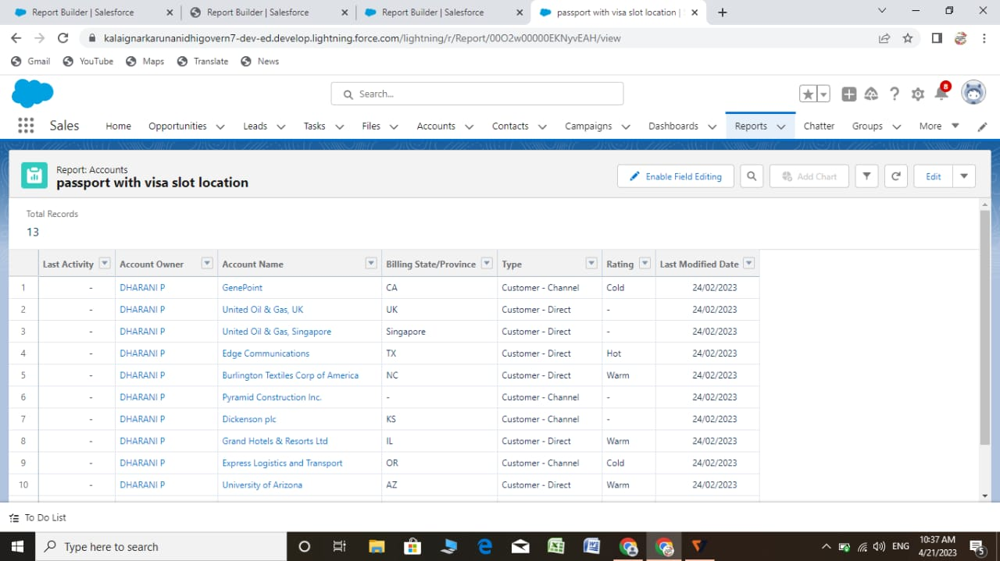 Report Builder | Salesforce
Report Builder | Salesforce
Report Builder | Salesforce
passport with visa slot location |
kalaignarkarunanidhigovern7-dev-ed.develop.lightning.force.com/lightning/r/Report/00O2w00000EKNyvEAH/view
Gmail YouTube Maps Translate News
Search...
8
Sales Home Opportunities Leads Tasks Files Accounts Contacts Campaigns Dashboards Reports Chatter Groups More
Report: Accounts
passport with visa slot location
Enable Field Editing Add Chart Edit
Total Records
13
Last Activity Account Owner Account Name Billing State/Province Type Rating Last Modified Date
1 - DHARANI P GenePoint CA Customer - Channel Cold 24/02/2023
2 - DHARANI P United Oil & Gas, UK UK Customer - Direct - 24/02/2023
3 - DHARANI P United Oil & Gas, Singapore Singapore Customer - Direct - 24/02/2023
4 - DHARANI P Edge Communications TX Customer - Direct Hot 24/02/2023
5 - DHARANI P Burlington Textiles Corp of America NC Customer - Direct Warm 24/02/2023
6 - DHARANI P Pyramid Construction Inc. - Customer - Channel - 24/02/2023
7 - DHARANI P Dickenson plc KS Customer - Channel - 24/02/2023
8 - DHARANI P Grand Hotels & Resorts Ltd IL Customer - Direct Warm 24/02/2023
9 - DHARANI P Express Logistics and Transport OR Customer - Channel Cold 24/02/2023
10 - DHARANI P University of Arizona AZ Customer - Direct Warm 24/02/2023
To Do List
Type here to search
ENG
10:37 AM
4/21/2023
5